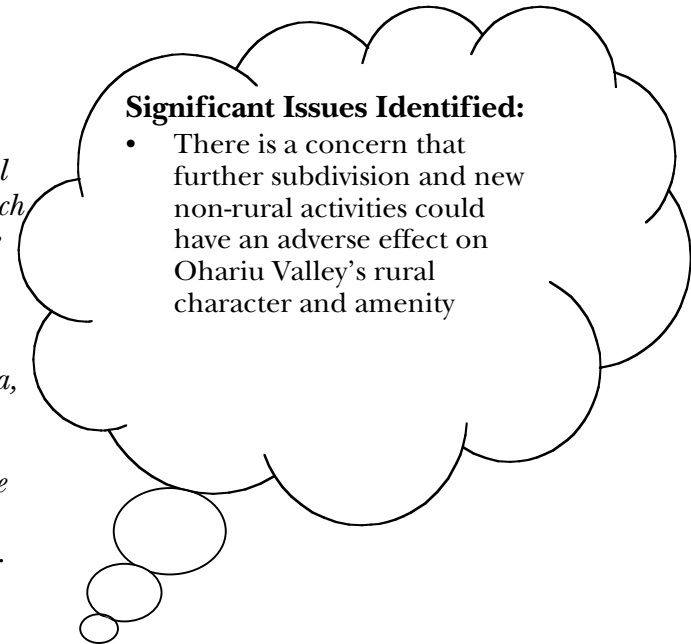 Significant Issues Identified:
• There is a concern that
further subdivision and new
non-rural activities could
have an adverse effect on
Ohariu Valley's rural
character and amenity